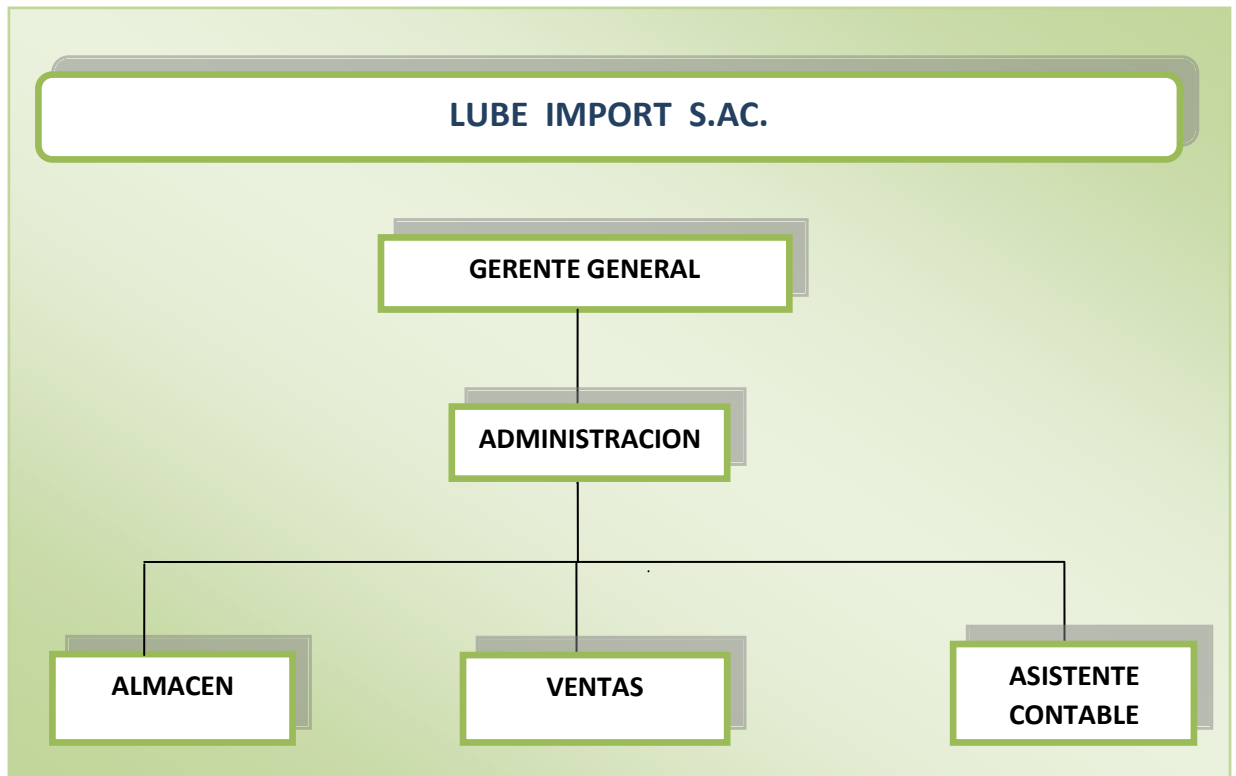 LUBE IMPORT S.AC.
GERENTE GENERAL
ADMINISTRACION
.
ALMACEN
VENTAS
ASISTENTE
CONTABLE